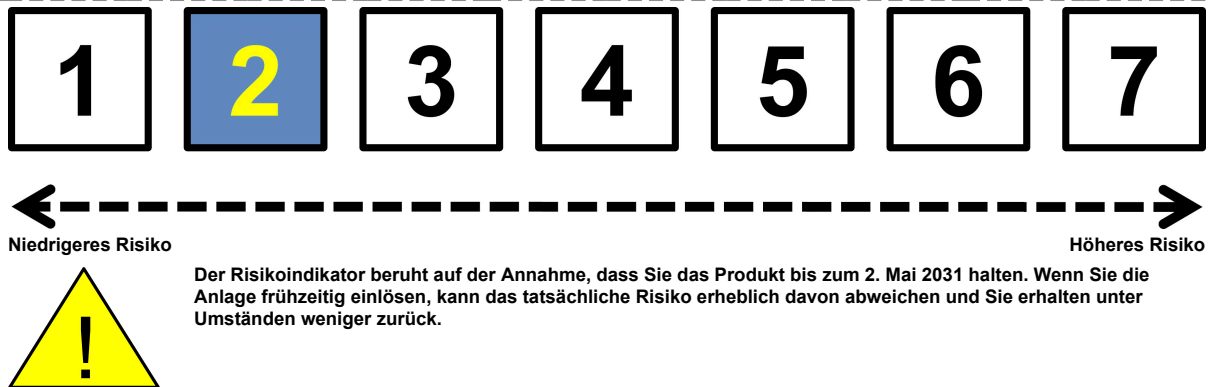 1 2 3 4 5 6 7
Niedrigeres Risiko Höheres Risiko
Der Risikoindikator beruht auf der Annahme, dass Sie das Produkt bis zum 2. Mai 2031 halten. Wenn Sie die
Anlage frühzeitig einlösen, kann das tatsächliche Risiko erheblich davon abweichen und Sie erhalten unter
Umständen weniger zurück.
!